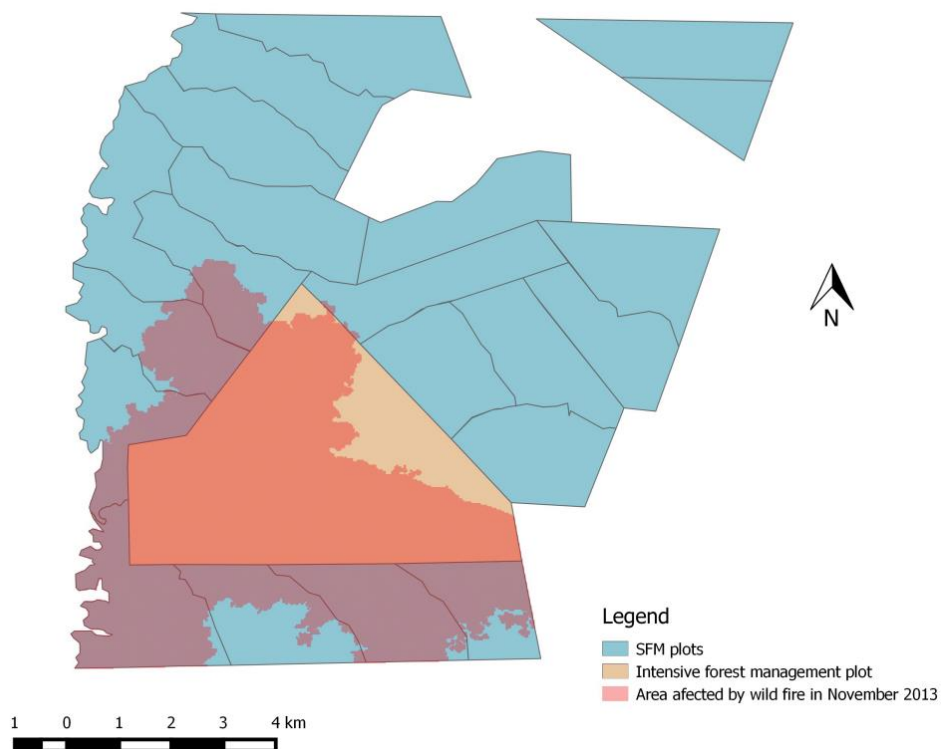 N
Legend
SFM plots
Intensive forest management plot
Area afected by wild fire in November 2013
1 0 1 2 3 4 km